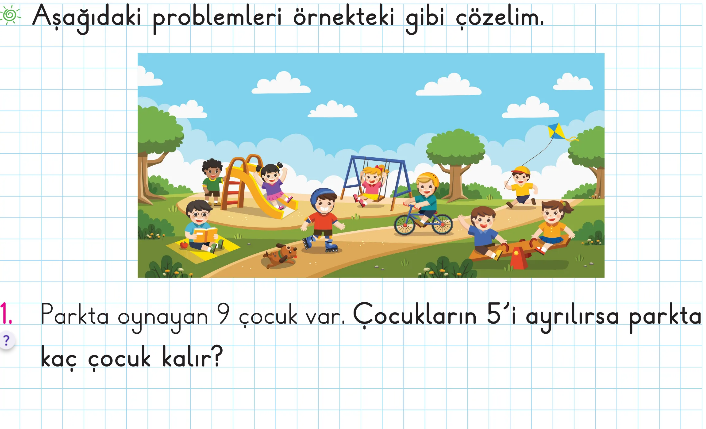 Aşağıdaki problemleri örnekteki gibi çözelim.
1. Parkta oynayan 9 çocuk var. Çocukların 5'i ayrılırsa parkta
?
kaç çocuk kalır?